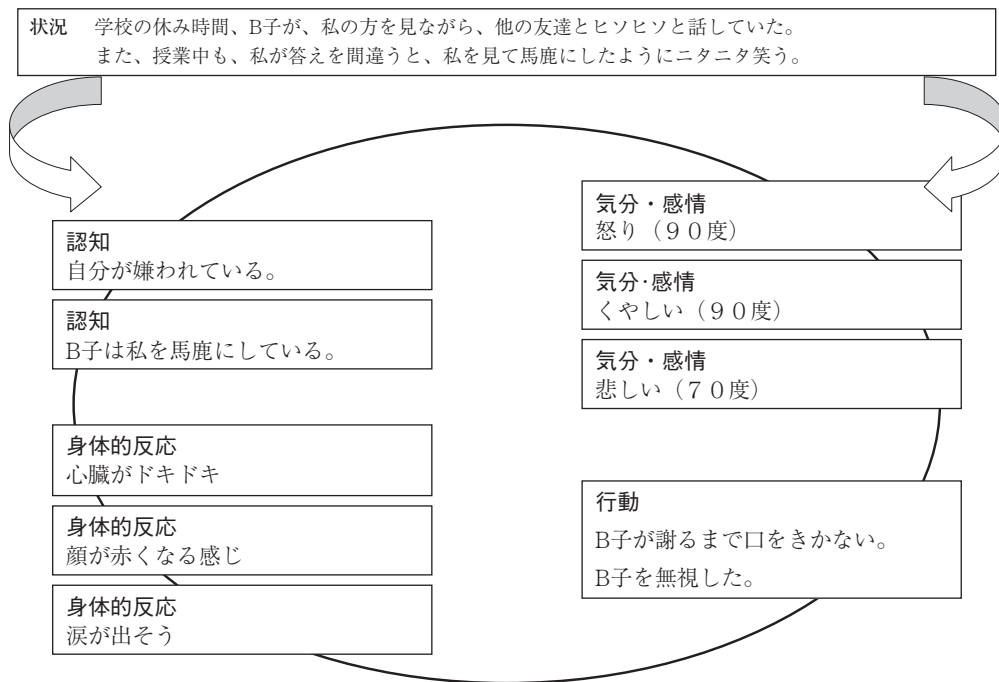 状況　学校の休み時間、B子が、私の方を見ながら、他の友達とヒソヒソと話していた。
また、授業中も、私が答えを間違うと、私を見て馬鹿にしたようにニタニタ笑う。
認知
自分が嫌われている。
認知
B子は私を馬鹿にしている。
身体的反応
心臓がドキドキ
身体的反応
顔が赤くなる感じ
身体的反応
涙が出そう
気分・感情
怒り（９０度）
気分・感情
くやしい（９０度）
気分・感情
悲しい（７０度）
行動
B子が謝るまで口をきかない。
B子を無視した。